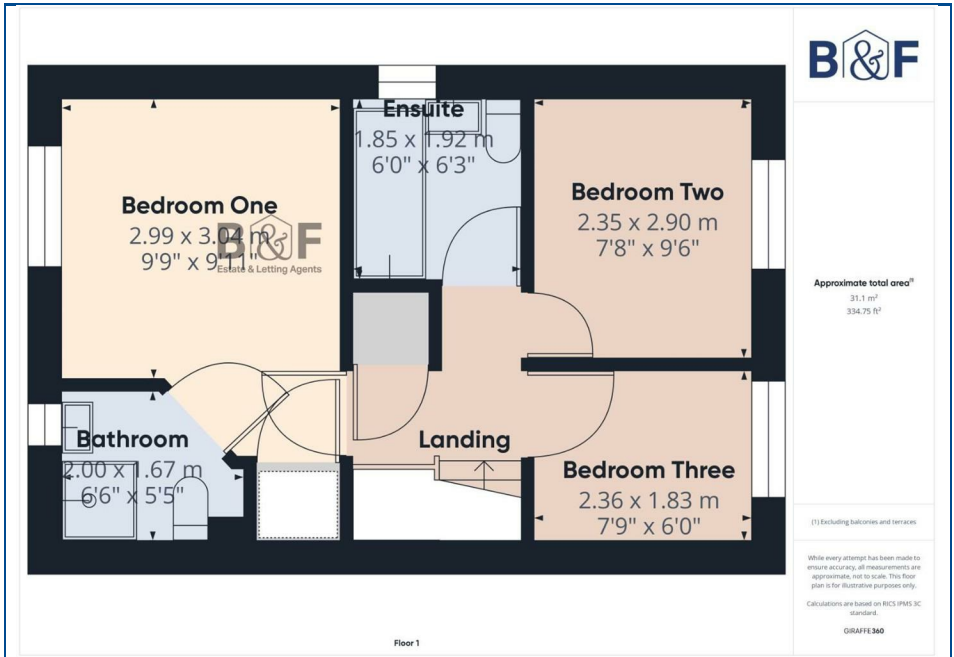 B&F
Bedroom One
2.99 x 3.04 m
9'9" x 9'11"
B&F
Estate & Letting Agents
Ensuite
1.85 x 1.92 m
6'0" x 6'3"
Bedroom Two
2.35 x 2.90 m
7'8" x 9'6"
Bathroom
2.00 x 1.67 m
6'6" x 5'5"
Landing
Bedroom Three
2.36 x 1.83 m
7'9" x 6'0"
Floor 1
Approximate total area(1)
31.1 m²
334.75 ft²
(1) Excluding balconies and terraces
While every attempt has been made to
ensure accuracy, all measurements are
approximate, not to scale. This floor
plan is for illustrative purposes only.
Calculations are based on RICS IPMS 3C
standard.
GIRAFFE360